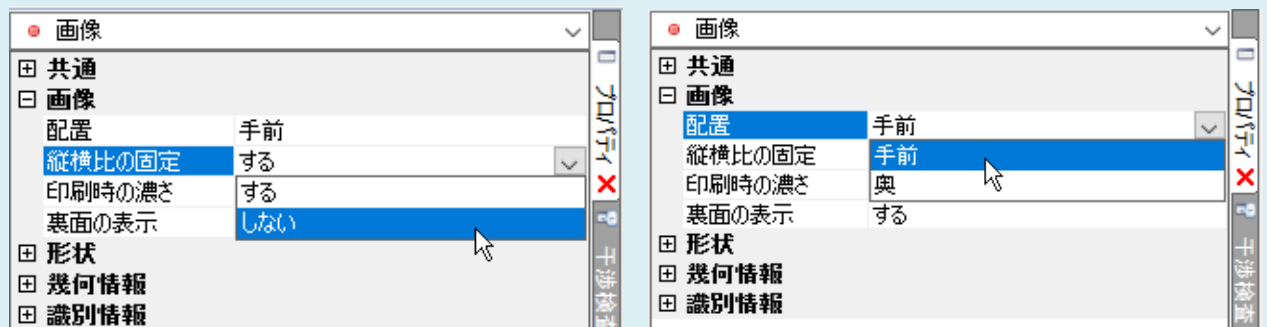 画像
共通
画像
配置 手前
縦横比の固定 する
印刷時の濃さ する
裏面の表示 しない
形状
幾何情報
識別情報
プロパティ
干渉検査
画像
共通
画像
配置 手前
縦横比の固定 手前
印刷時の濃さ 奥
裏面の表示 する
形状
幾何情報
識別情報
プロパティ
干渉検査